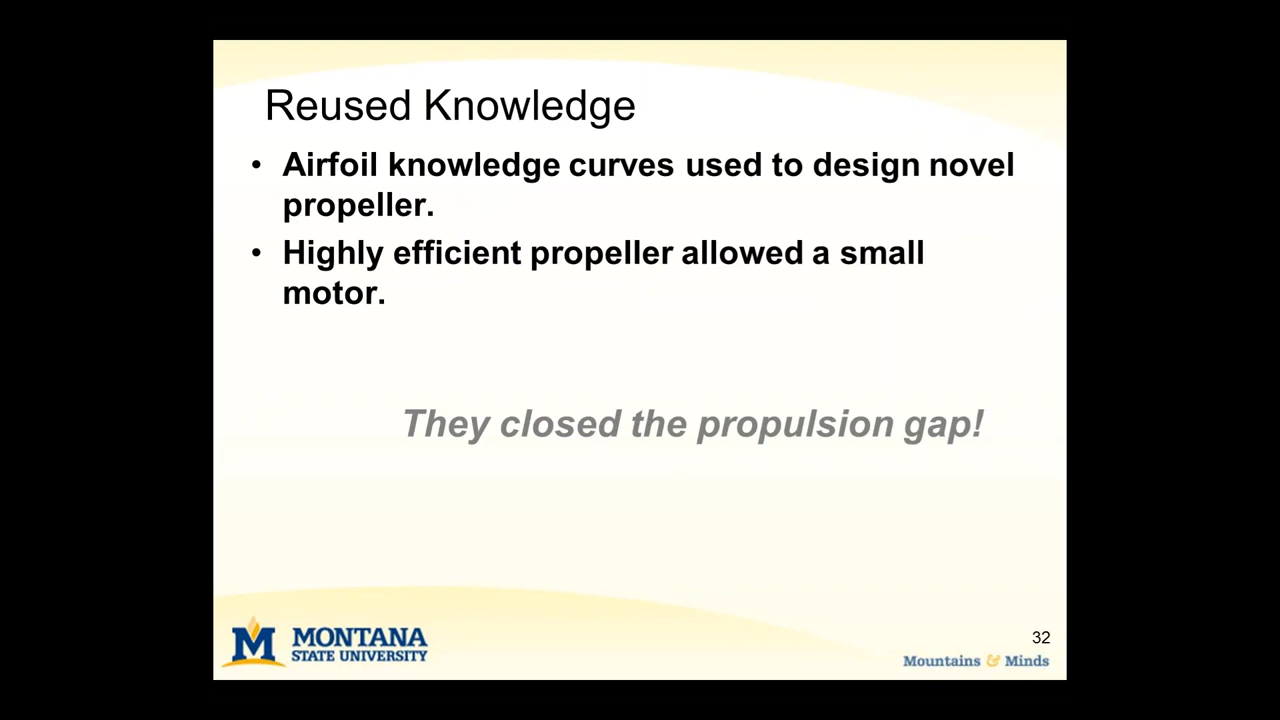 Reused Knowledge
• Airfoil knowledge curves used to design novel
propeller.
• Highly efficient propeller allowed a small
motor.
They closed the propulsion gap!
M MONTANA
STATE UNIVERSITY
32
Mountains & Minds